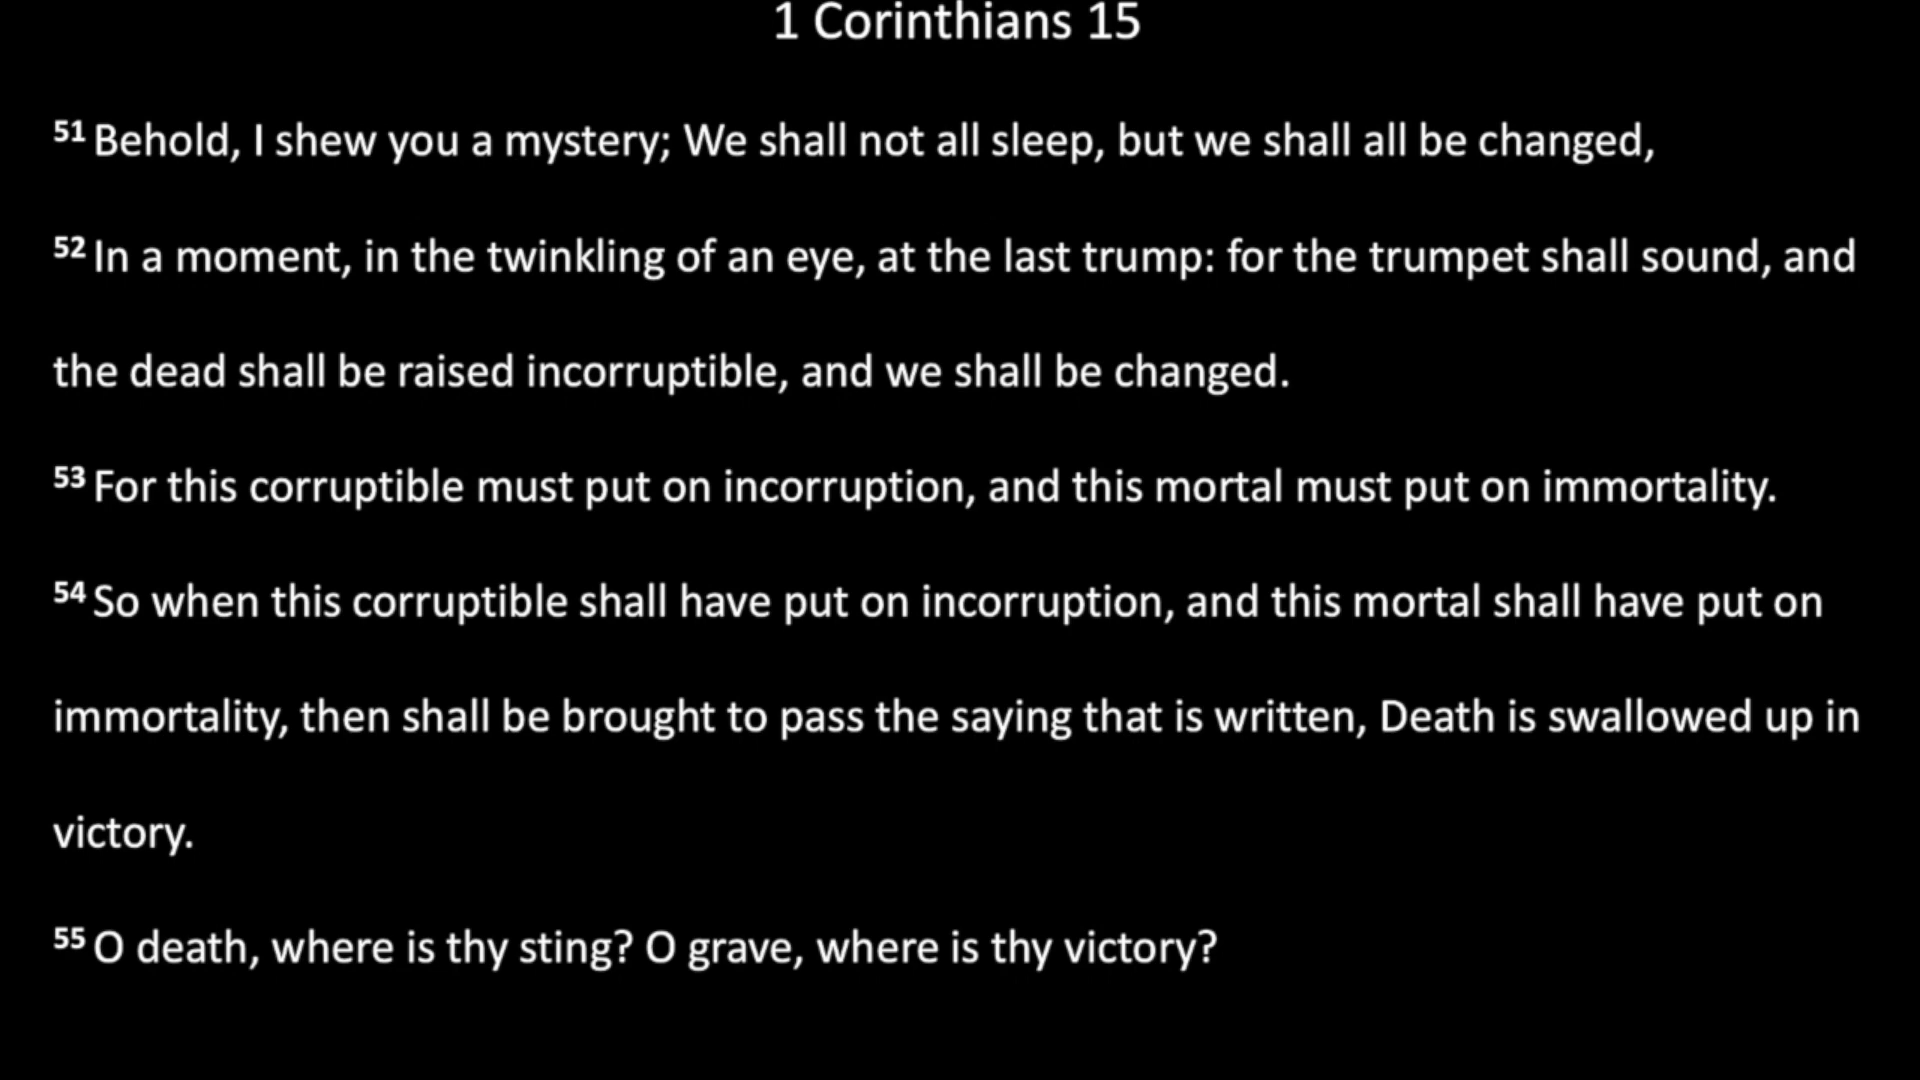 1 Corinthians 15
51 Behold, I shew you a mystery; We shall not all sleep, but we shall all be changed,
52 In a moment, in the twinkling of an eye, at the last trump: for the trumpet shall sound, and
the dead shall be raised incorruptible, and we shall be changed.
53 For this corruptible must put on incorruption, and this mortal must put on immortality.
54 So when this corruptible shall have put on incorruption, and this mortal shall have put on
immortality, then shall be brought to pass the saying that is written, Death is swallowed up in
victory.
55 O death, where is thy sting? O grave, where is thy victory?